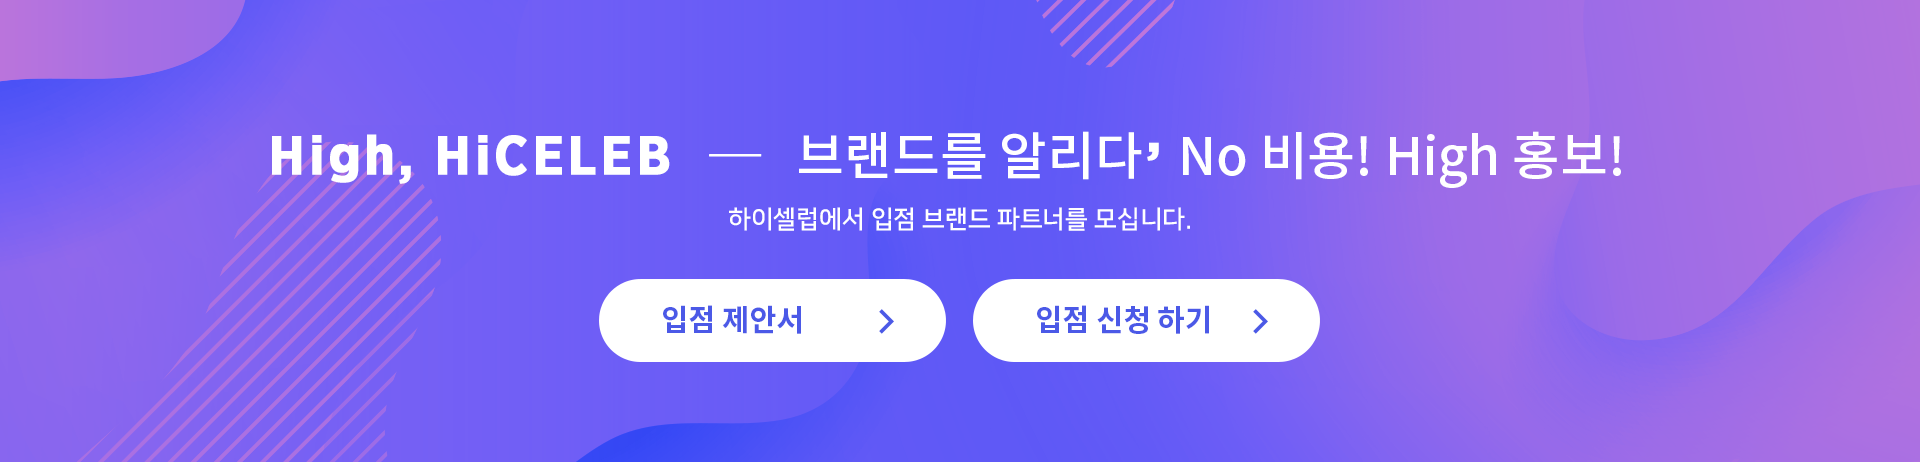 High, HiCELEB — 브랜드를 알리다, No 비용! High 홍보!
하이셀럽에서 입점 브랜드 파트너를 모십니다.
입점 제안서
입점 신청 하기